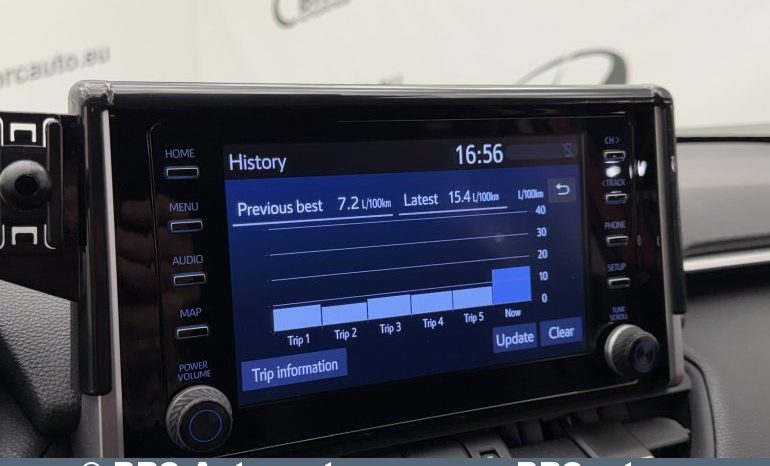 rcauto.eu
HOME
MENU
AUDIO
MAP
POWER
VOLUME
History
16:56
Previous best 7.2 L/100km
Latest 15.4 L/100km
L/100km
40
30
20
10
0
Trip 1 Trip 2 Trip 3 Trip 4 Trip 5 Now
Trip information
Update
Clear
CH>
<TRACK
PHONE
SETUP
TUNE
SCROLL